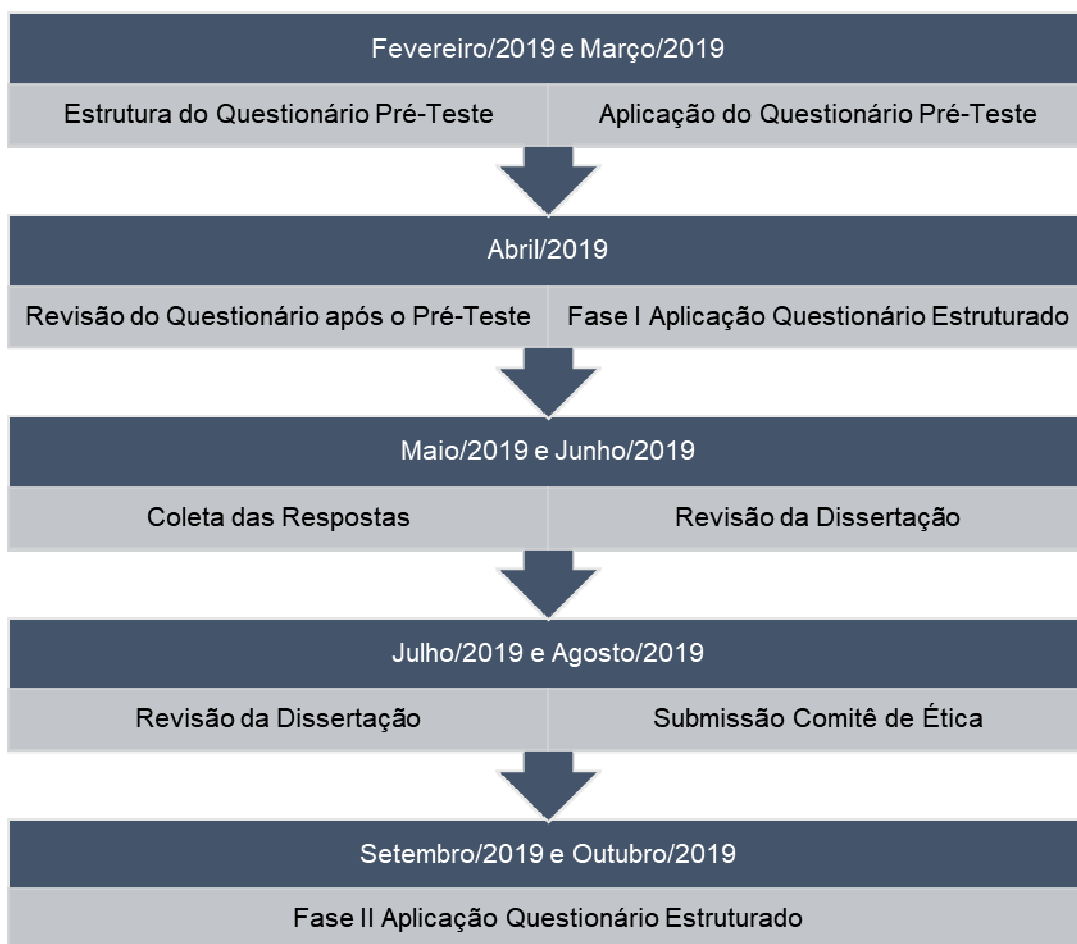 Fevereiro/2019 e Março/2019
Estrutura do Questionário Pré-Teste
Aplicação do Questionário Pré-Teste
Abril/2019
Revisão do Questionário após o Pré-Teste
Fase I Aplicação Questionário Estruturado
Maio/2019 e Junho/2019
Coleta das Respostas
Revisão da Dissertação
Julho/2019 e Agosto/2019
Revisão da Dissertação
Submissão Comitê de Ética
Setembro/2019 e Outubro/2019
Fase II Aplicação Questionário Estruturado